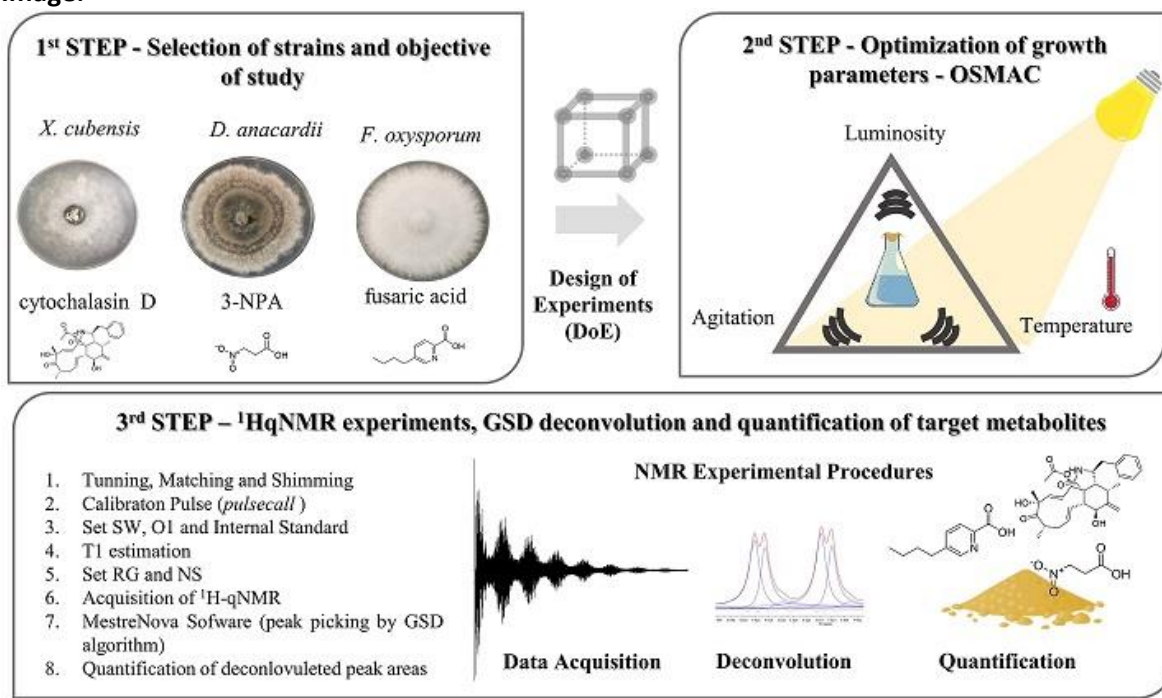 1st STEP - Selection of strains and objective
of study
X. cubensis
D. anacardii
F. oxysporum
cytochalasin D
3-NPA
fusaric acid
Design of
Experiments
(DoE)
2nd STEP - Optimization of growth
parameters - OSMAC
Luminosity
Agitation
Temperature
3rd STEP – 1HqNMR experiments, GSD deconvolution and quantification of target metabolites
1. Tunning, Matching and Shimming
2. Calibraton Pulse (pulsecall )
3. Set SW, O1 and Internal Standard
4. T1 estimation
5. Set RG and NS
6. Acquisition of 1H-qNMR
7. MestreNova Sofware (peak picking by GSD
algorithm)
8. Quantification of deconlovuleted peak areas
NMR Experimental Procedures
Data Acquisition
Deconvolution
Quantification